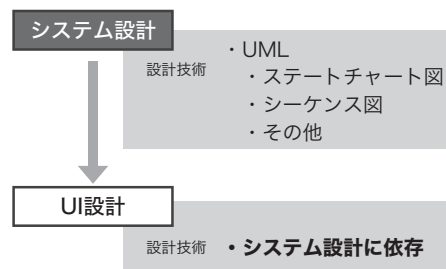 システム設計
・UML
設計技術
・ステートチャート図
・シーケンス図
・その他
UI設計
設計技術 ・システム設計に依存